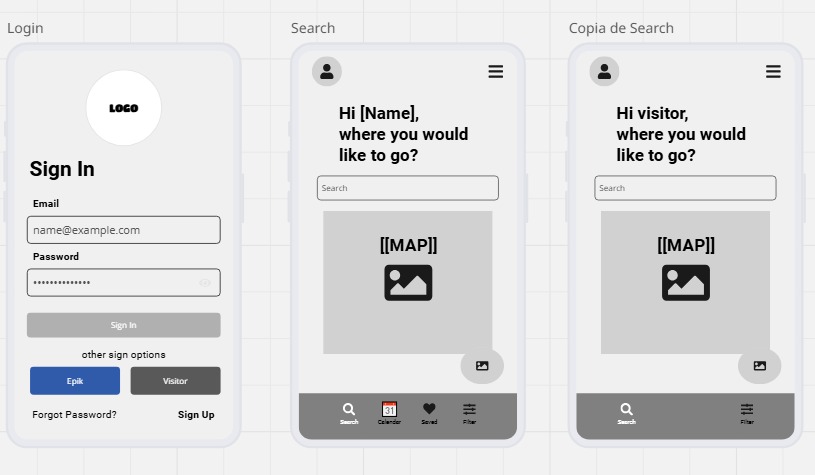 Login
LOGO
Sign In
Email
name@example.com
Password
••••••••••••••
Sign In
other sign options
Epik
Visitor
Forgot Password?
Sign Up
Search
Hi [Name],
where you would
like to go?
Search
[[MAP]]
31
Search
Calendar
Saved
Filter
Copia de Search
Hi visitor,
where you would
like to go?
Search
[[MAP]]
Search
Filter